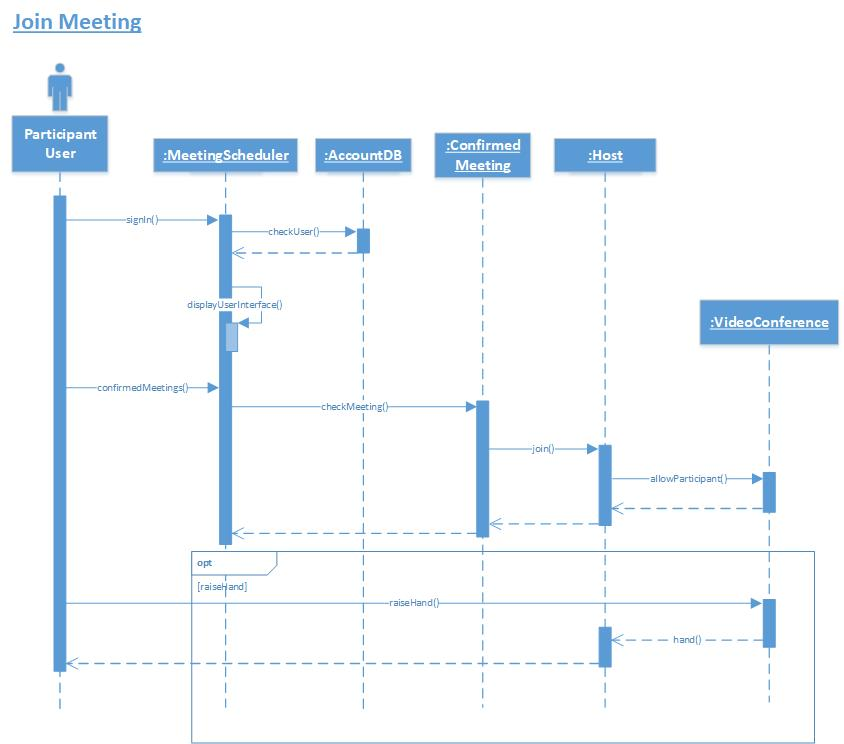 Join Meeting
Participant
User
:MeetingScheduler
:AccountDB
:Confirmed
Meeting
:Host
signIn()
checkUser()
displayUserInterface()
:VideoConference
confirmedMeetings()
checkMeeting()
join()
allowParticipant()
opt
[raiseHand]
raiseHand()
hand()